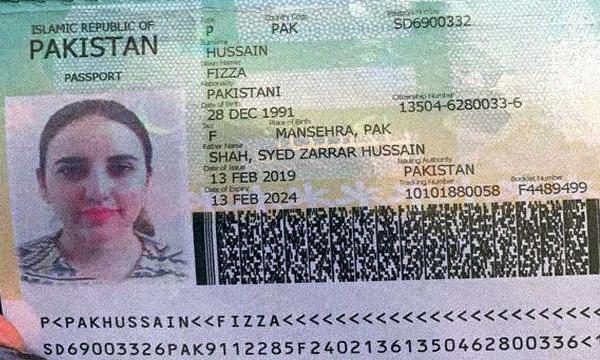 ISLAMIC REPUBLIC OF
PAKISTAN
PASSPORT
Type
P
Country Code
PAK
Passport Number
SD6900332
Surname
HUSSAIN
Given Names
FIZZA
Nationality
PAKISTANI
Date of Birth
28 DEC 1991
Citizenship Number
13504-6280033-6
Sex
F
Place of Birth
MANSEHRA, PAK
Father Name
SHAH, SYED ZARRAR HUSSAIN
Date of Issue
13 FEB 2019
Issuing Authority
PAKISTAN
Date of Expiry
13 FEB 2024
Tracking Number
10101880058
Booklet Number
F4489499
P<PAKHUSSAIN<<FIZZA<<<<<<<<<<<<<<<<<<<<<<<
SD69003326PAK9112285F24021361350462800336<1